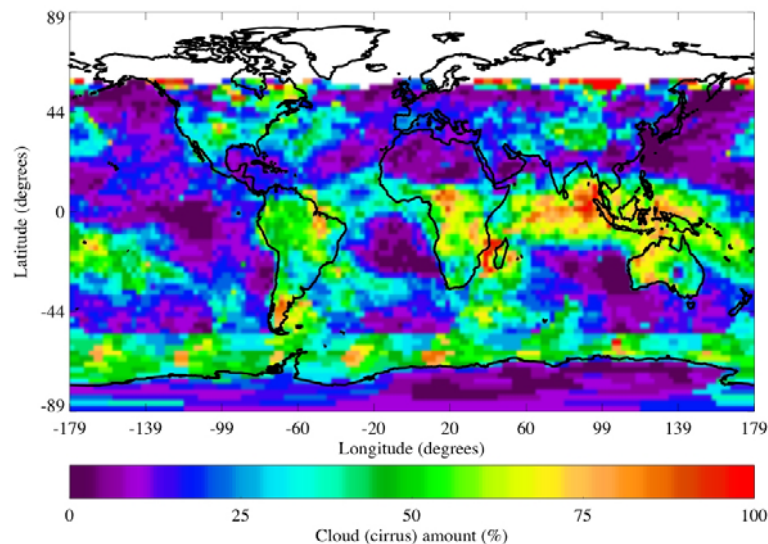 89
44
0
-44
-89
Latitude (degrees)
-179 -139 -99 -60 -20 20 60 99 139 179
Longitude (degrees)
0 25 50 75 100
Cloud (cirrus) amount (%)